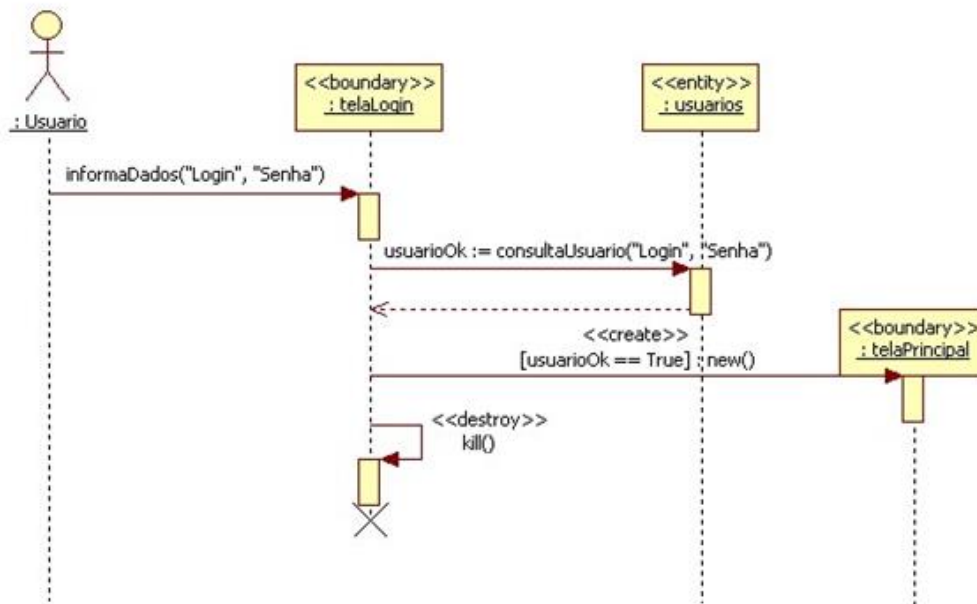 <<boundary>>
: telaLogin
<<entity>>
: usuarios
: Usuario
informaDados("Login", "Senha")
usuarioOk := consultaUsuario("Login", "Senha")
<<create>>
[usuarioOk == True] : new()
<<boundary>>
: telaPrincipal
<<destroy>>
kill()